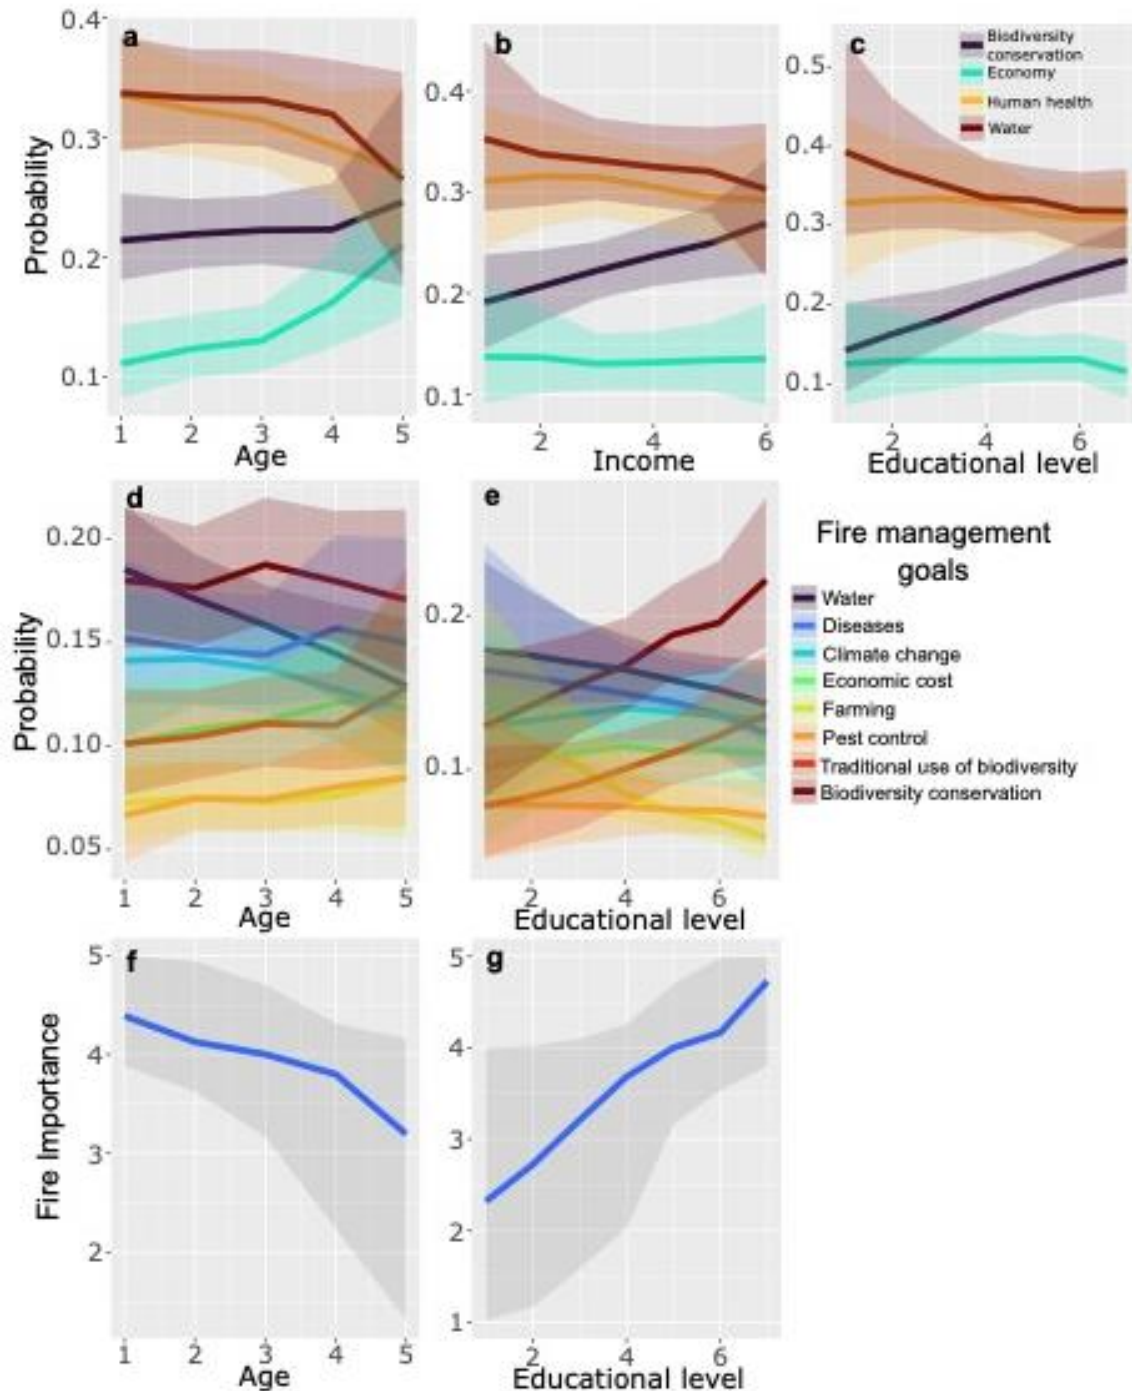 a
b
c
Biodiversity
conservation
Economy
Human health
Water
0.4
0.3
0.2
0.1
Probability
1 2 3 4 5
Age
0.4
0.3
0.2
0.1
2 4 6
Income
0.5
0.4
0.3
0.2
0.1
2 4 6
Educational level
d
e
0.20
0.15
0.10
0.05
Probability
1 2 3 4 5
Age
0.2
0.1
2 4 6
Educational level
Fire management
goals
Water
Diseases
Climate change
Economic cost
Farming
Pest control
Traditional use of biodiversity
Biodiversity conservation
f
g
5
4
3
2
Fire Importance
1 2 3 4 5
Age
5
4
3
2
1
2 4 6
Educational level